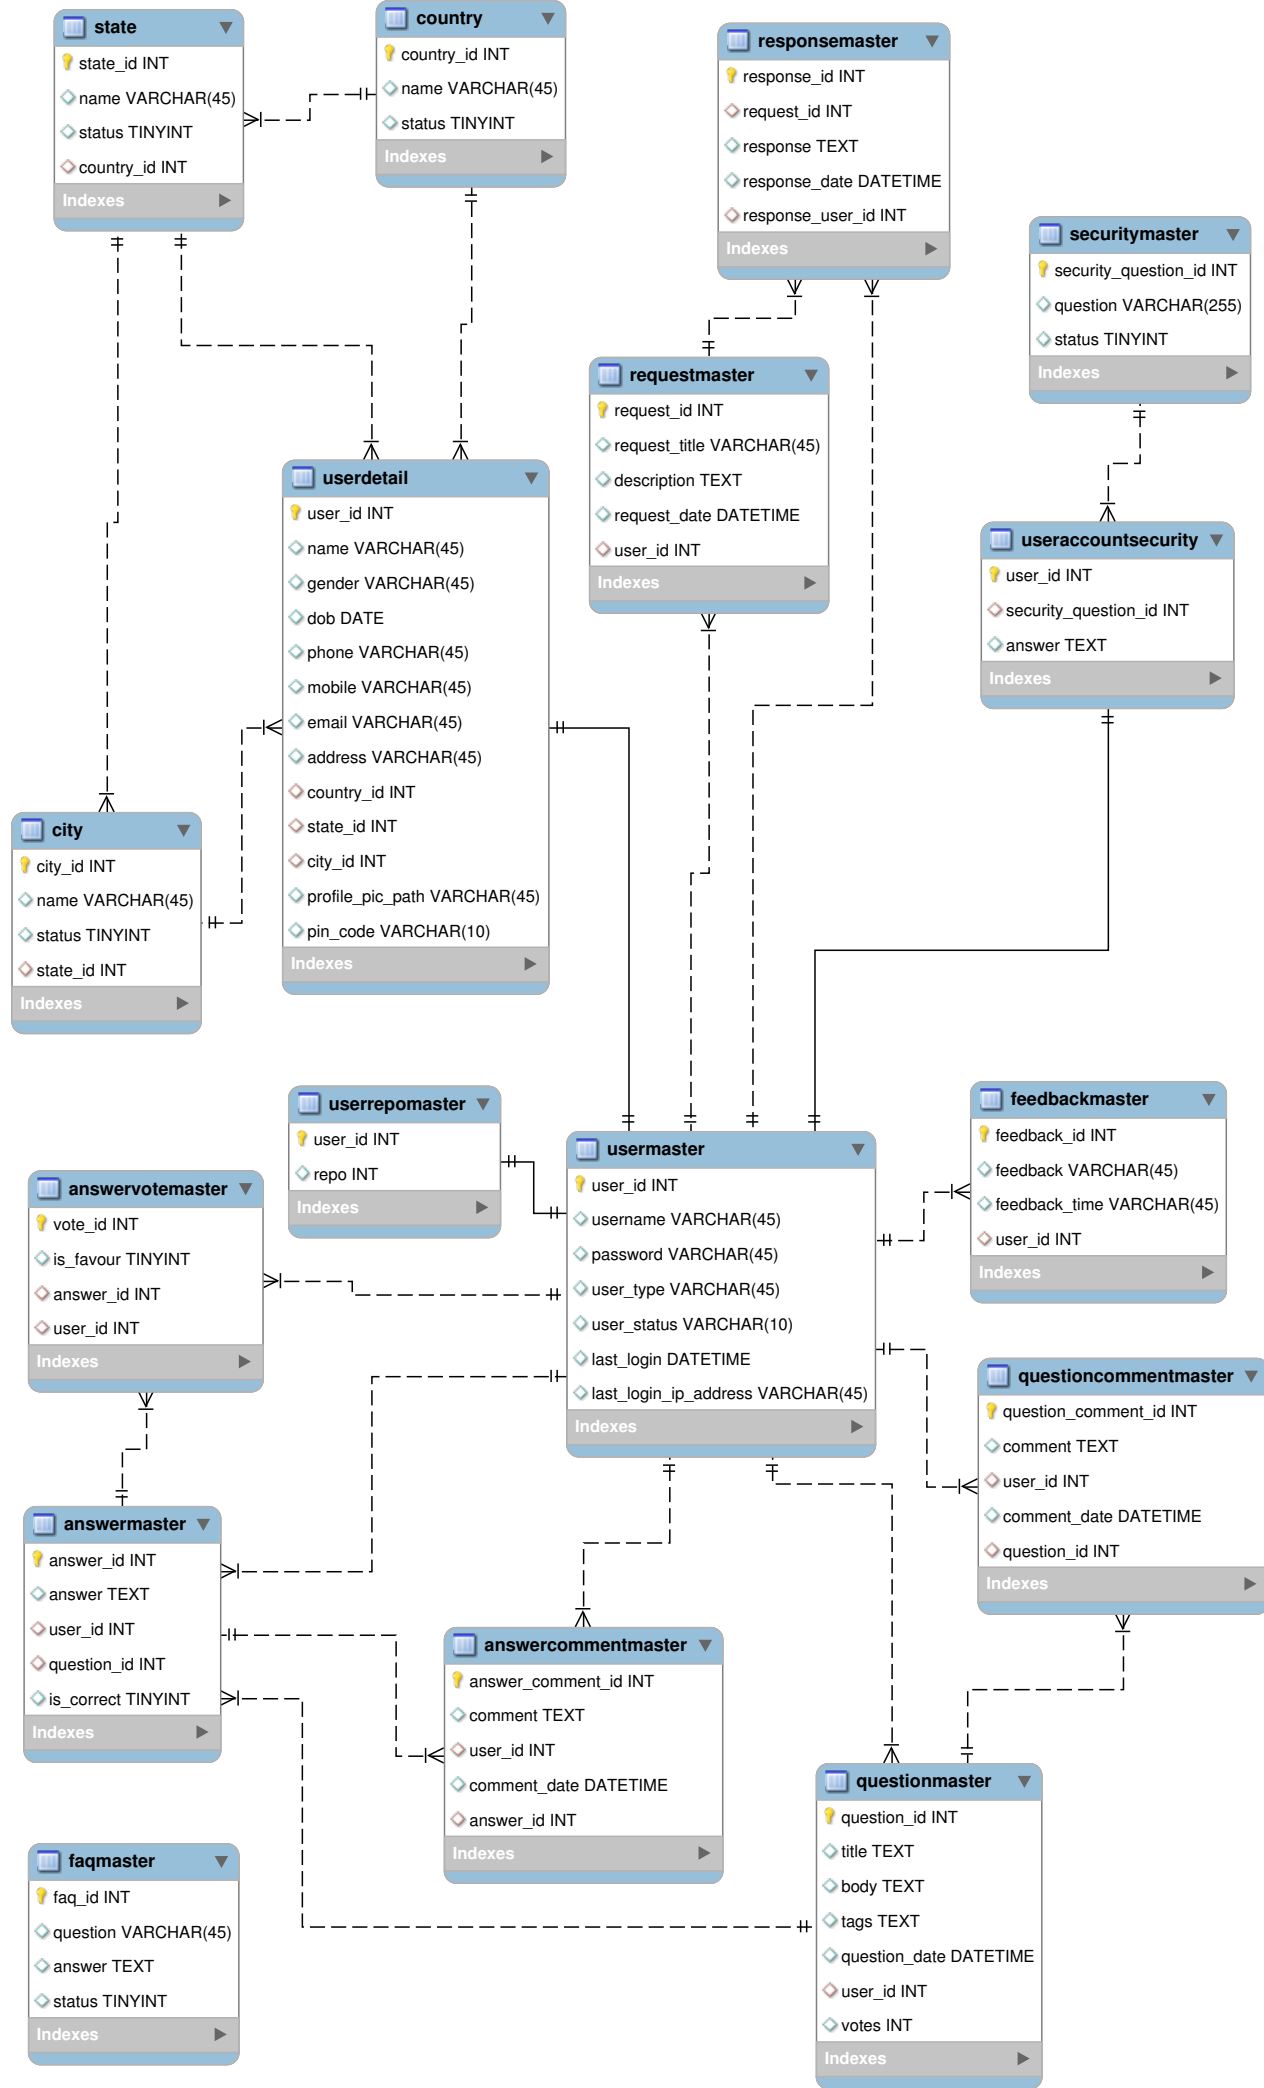 state
state_id INT
name VARCHAR(45)
status TINYINT
country_id INT
Indexes
country
country_id INT
name VARCHAR(45)
status TINYINT
Indexes
responsemaster
response_id INT
request_id INT
response TEXT
response_date DATETIME
response_user_id INT
Indexes
securitymaster
security_question_id INT
question VARCHAR(255)
status TINYINT
Indexes
requestmaster
request_id INT
request_title VARCHAR(45)
description TEXT
request_date DATETIME
user_id INT
Indexes
userdetail
user_id INT
name VARCHAR(45)
gender VARCHAR(45)
dob DATE
phone VARCHAR(45)
mobile VARCHAR(45)
email VARCHAR(45)
address VARCHAR(45)
country_id INT
state_id INT
city_id INT
profile_pic_path VARCHAR(45)
pin_code VARCHAR(10)
Indexes
useraccountsecurity
user_id INT
security_question_id INT
answer TEXT
Indexes
city
city_id INT
name VARCHAR(45)
status TINYINT
state_id INT
Indexes
userrepomaster
user_id INT
repo INT
Indexes
usermaster
user_id INT
username VARCHAR(45)
password VARCHAR(45)
user_type VARCHAR(45)
user_status VARCHAR(10)
last_login DATETIME
last_login_ip_address VARCHAR(45)
Indexes
feedbackmaster
feedback_id INT
feedback VARCHAR(45)
feedback_time VARCHAR(45)
user_id INT
Indexes
answervotemaster
vote_id INT
is_favour TINYINT
answer_id INT
user_id INT
Indexes
questioncommentmaster
question_comment_id INT
comment TEXT
user_id INT
comment_date DATETIME
question_id INT
Indexes
answermaster
answer_id INT
answer TEXT
user_id INT
question_id INT
is_correct TINYINT
Indexes
answercommentmaster
answer_comment_id INT
comment TEXT
user_id INT
comment_date DATETIME
answer_id INT
Indexes
questionmaster
question_id INT
title TEXT
body TEXT
tags TEXT
question_date DATETIME
user_id INT
votes INT
Indexes
faqmaster
faq_id INT
question VARCHAR(45)
answer TEXT
status TINYINT
Indexes